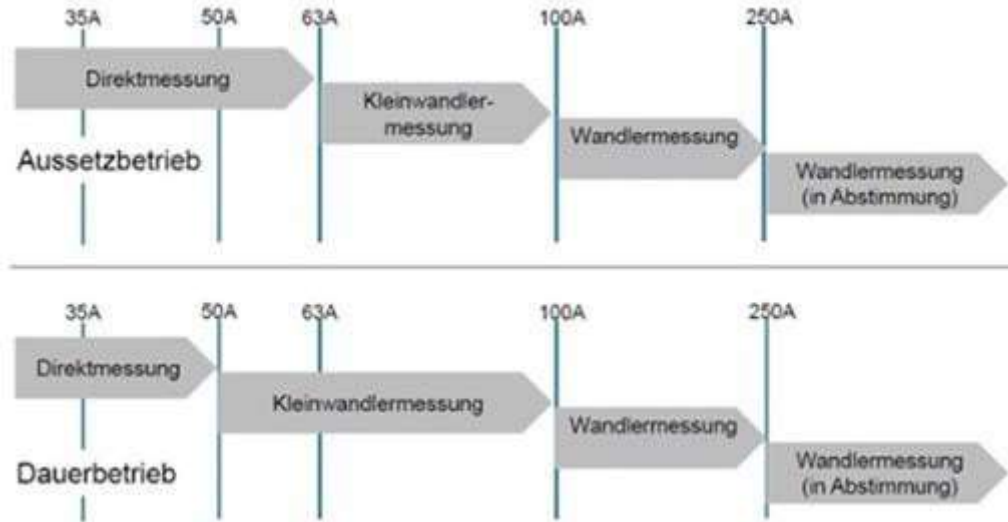 35A 50A 63A 100A 250A
Direktmessung
Kleinwandler-
messung
Wandlermessung
Wandlermessung
(in Abstimmung)
Aussetzbetrieb
35A 50A 63A 100A 250A
Direktmessung
Kleinwandlermessung
Wandlermessung
Wandlermessung
(in Abstimmung)
Dauerbetrieb